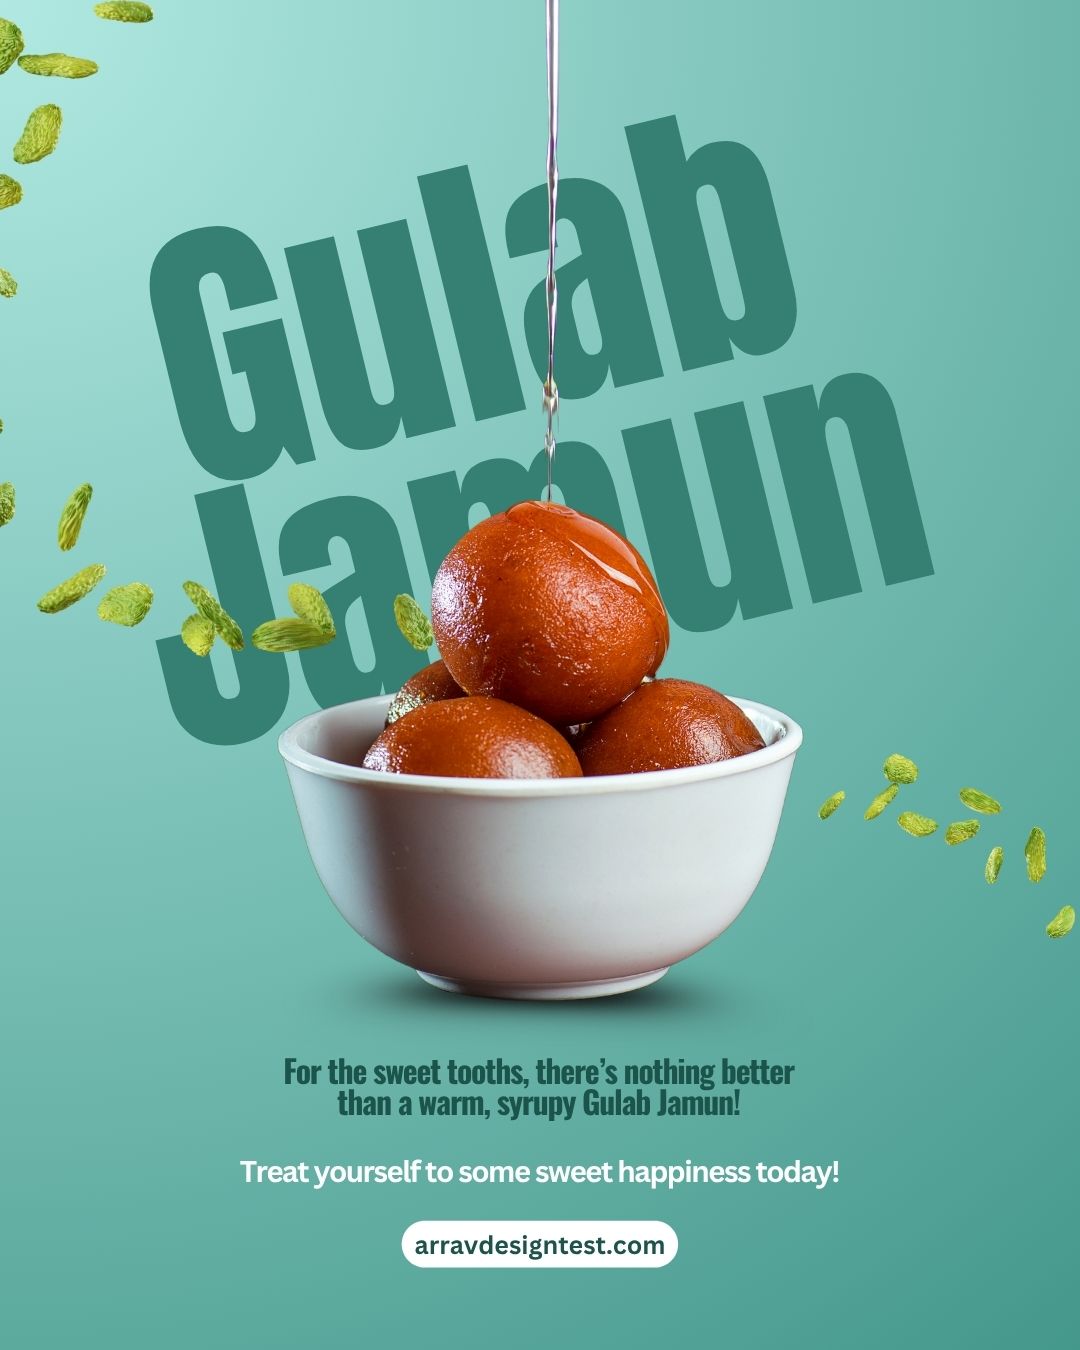 Gulab
Jamun
For the sweet tooths, there’s nothing better
than a warm, syrupy Gulab Jamun!
Treat yourself to some sweet happiness today!
arravdesigntest.com